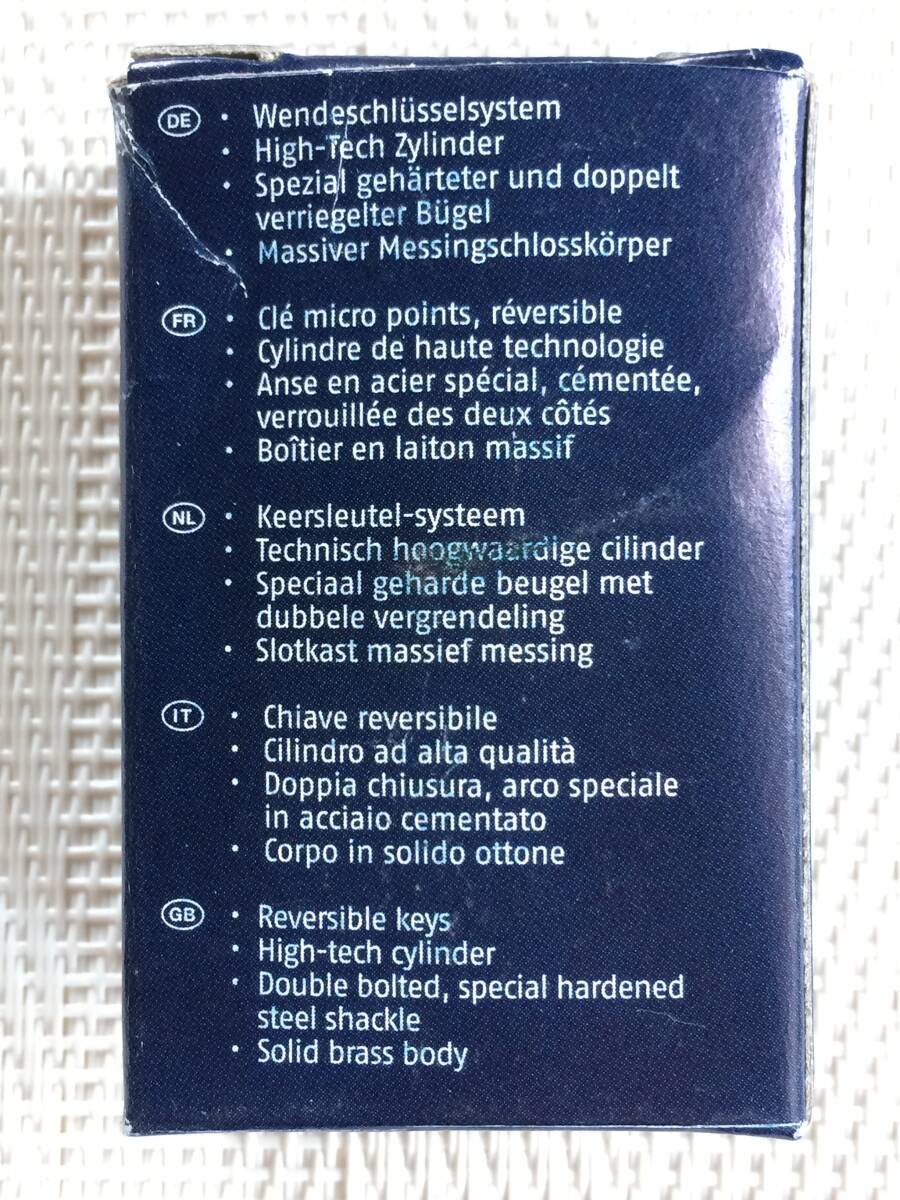 DE • Wendeschlüsselsystem
• High-Tech Zylinder
• Spezial gehärteter und doppelt
verriegelter Bügel
• Massiver Messingschlosskörper
FR • Clé micro points, réversible
• Cylindre de haute technologie
• Anse en acier spécial, cémentée,
verrouillée des deux côtés
• Boîtier en laiton massif
NL • Keersleutel-systeem
• Technisch hoogwaardige cilinder
• Speciaal geharde beugel met
dubbele vergrendeling
• Slotkast massief messing
IT • Chiave reversibile
• Cilindro ad alta qualità
• Doppia chiusura, arco speciale
in acciaio cementato
• Corpo in solido ottone
GB • Reversible keys
• High-tech cylinder
• Double bolted, special hardened
steel shackle
• Solid brass body